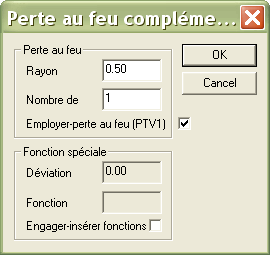 Perte au feu compléme...
Perte au feu
OK
Rayon
0.50
Cancel
Nombre de
1
Employer-perte au feu (PTV1)
Fonction spéciale
Déviation
0.00
Fonction
Engager-insérer fonctions